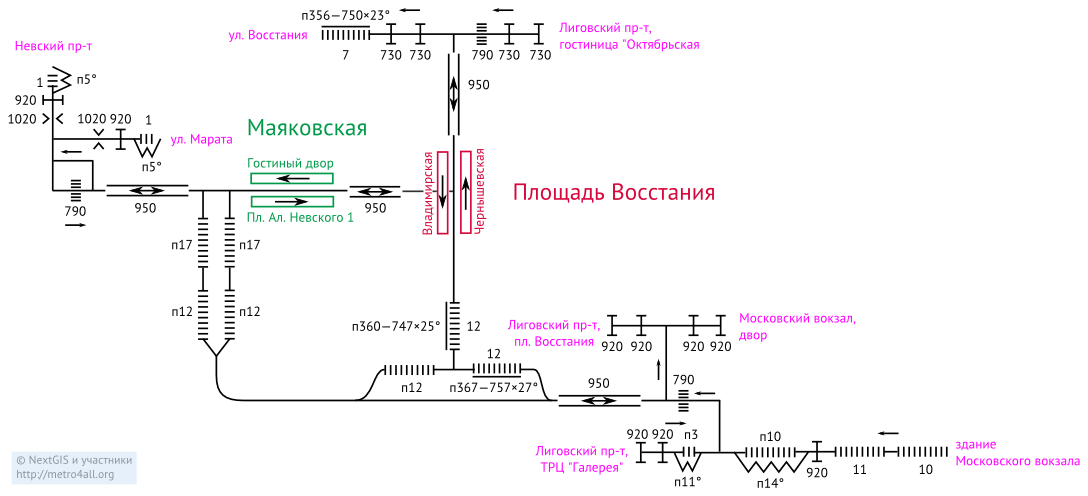 п356—750×23°
ул. Восстания
7
730
730
790
730
730
Лиговский пр-т,
гостиница "Октябрьская
Невский пр-т
1
п5°
920
1020
1020
920
1
ул. Марата
п5°
950
Маяковская
Гостиный двор
Пл. Ал. Невского 1
Владимирская
Чернышевская
Площадь Восстания
790
950
950
п17
п17
п12
п12
п360—747×25°
12
12
п12
п367—757×27°
950
Лиговский пр-т,
пл. Восстания
920
920
920
920
Московский вокзал,
двор
790
Лиговский пр-т,
ТРЦ "Галерея"
920
920
п3
п11°
п10
п14°
920
11
10
здание
Московского вокзала
© NextGIS и участники
http://metro4all.org